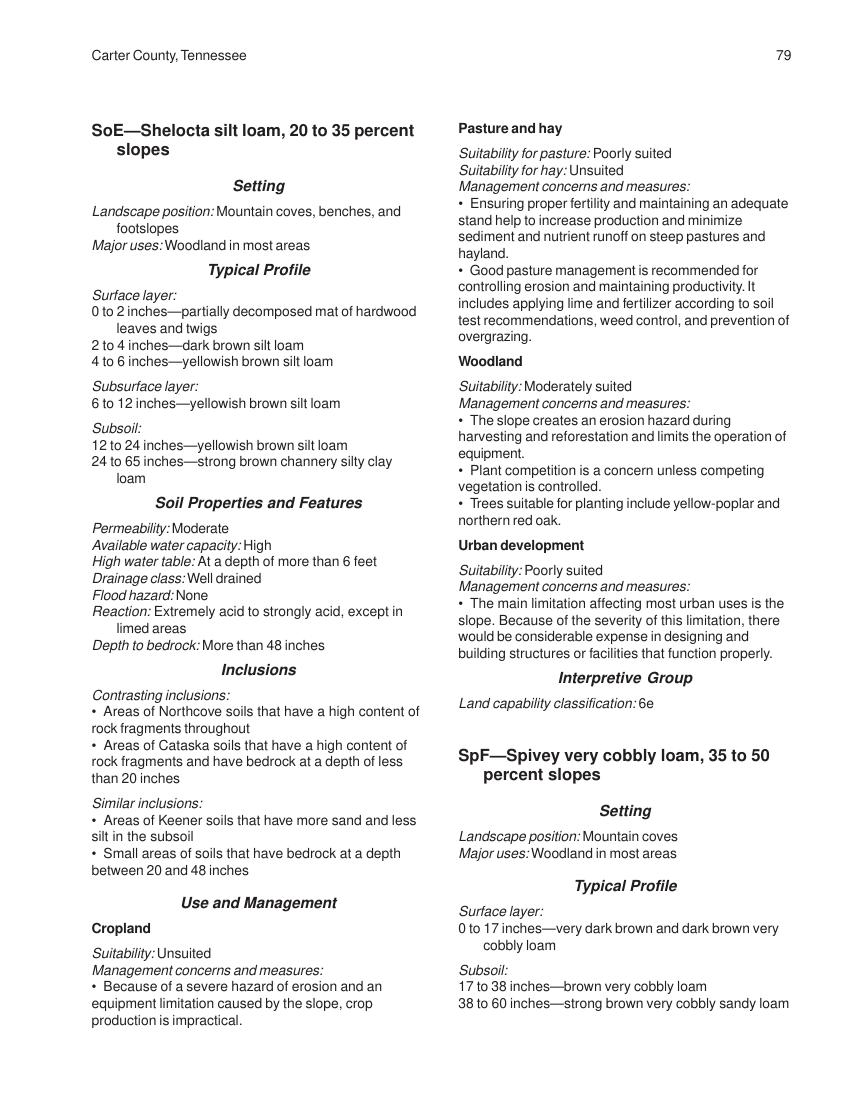 Carter County, Tennessee
79
SoE—Shelocta silt loam, 20 to 35 percent
slopes
Setting
Landscape position: Mountain coves, benches, and
footslopes
Major uses: Woodland in most areas
Typical Profile
Surface layer:
0 to 2 inches—partially decomposed mat of hardwood
leaves and twigs
2 to 4 inches—dark brown silt loam
4 to 6 inches—yellowish brown silt loam
Subsurface layer:
6 to 12 inches—yellowish brown silt loam
Subsoil:
12 to 24 inches—yellowish brown silt loam
24 to 65 inches—strong brown channery silty clay
loam
Soil Properties and Features
Permeability: Moderate
Available water capacity: High
High water table: At a depth of more than 6 feet
Drainage class: Well drained
Flood hazard: None
Reaction: Extremely acid to strongly acid, except in
limed areas
Depth to bedrock: More than 48 inches
Inclusions
Contrasting inclusions:
• Areas of Northcove soils that have a high content of
rock fragments throughout
• Areas of Cataska soils that have a high content of
rock fragments and have bedrock at a depth of less
than 20 inches
Similar inclusions:
• Areas of Keener soils that have more sand and less
silt in the subsoil
• Small areas of soils that have bedrock at a depth
between 20 and 48 inches
Use and Management
Cropland
Suitability: Unsuited
Management concerns and measures:
• Because of a severe hazard of erosion and an
equipment limitation caused by the slope, crop
production is impractical.
Pasture and hay
Suitability for pasture: Poorly suited
Suitability for hay: Unsuited
Management concerns and measures:
• Ensuring proper fertility and maintaining an adequate
stand help to increase production and minimize
sediment and nutrient runoff on steep pastures and
hayland.
• Good pasture management is recommended for
controlling erosion and maintaining productivity. It
includes applying lime and fertilizer according to soil
test recommendations, weed control, and prevention of
overgrazing.
Woodland
Suitability: Moderately suited
Management concerns and measures:
• The slope creates an erosion hazard during
harvesting and reforestation and limits the operation of
equipment.
• Plant competition is a concern unless competing
vegetation is controlled.
• Trees suitable for planting include yellow-poplar and
northern red oak.
Urban development
Suitability: Poorly suited
Management concerns and measures:
• The main limitation affecting most urban uses is the
slope. Because of the severity of this limitation, there
would be considerable expense in designing and
building structures or facilities that function properly.
Interpretive Group
Land capability classification: 6e
SpF—Spivey very cobbly loam, 35 to 50
percent slopes
Setting
Landscape position: Mountain coves
Major uses: Woodland in most areas
Typical Profile
Surface layer:
0 to 17 inches—very dark brown and dark brown very
cobbly loam
Subsoil:
17 to 38 inches—brown very cobbly loam
38 to 60 inches—strong brown very cobbly sandy loam